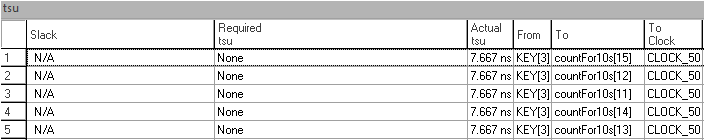 tsu
Slack Required tsu Actual tsu From To To Clock
1 N/A None 7.667 ns KEY[3] countFor10s[15] CLOCK_50
2 N/A None 7.667 ns KEY[3] countFor10s[12] CLOCK_50
3 N/A None 7.667 ns KEY[3] countFor10s[11] CLOCK_50
4 N/A None 7.667 ns KEY[3] countFor10s[14] CLOCK_50
5 N/A None 7.667 ns KEY[3] countFor10s[13] CLOCK_50